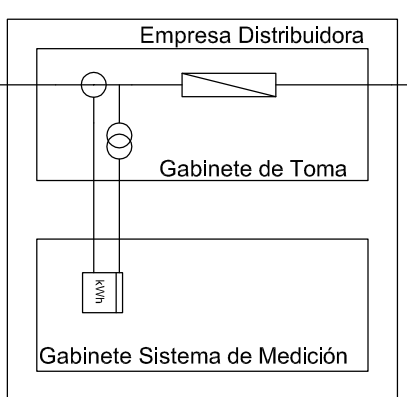 Empresa Distribuidora
Gabinete de Toma
kWh
Gabinete Sistema de Medición